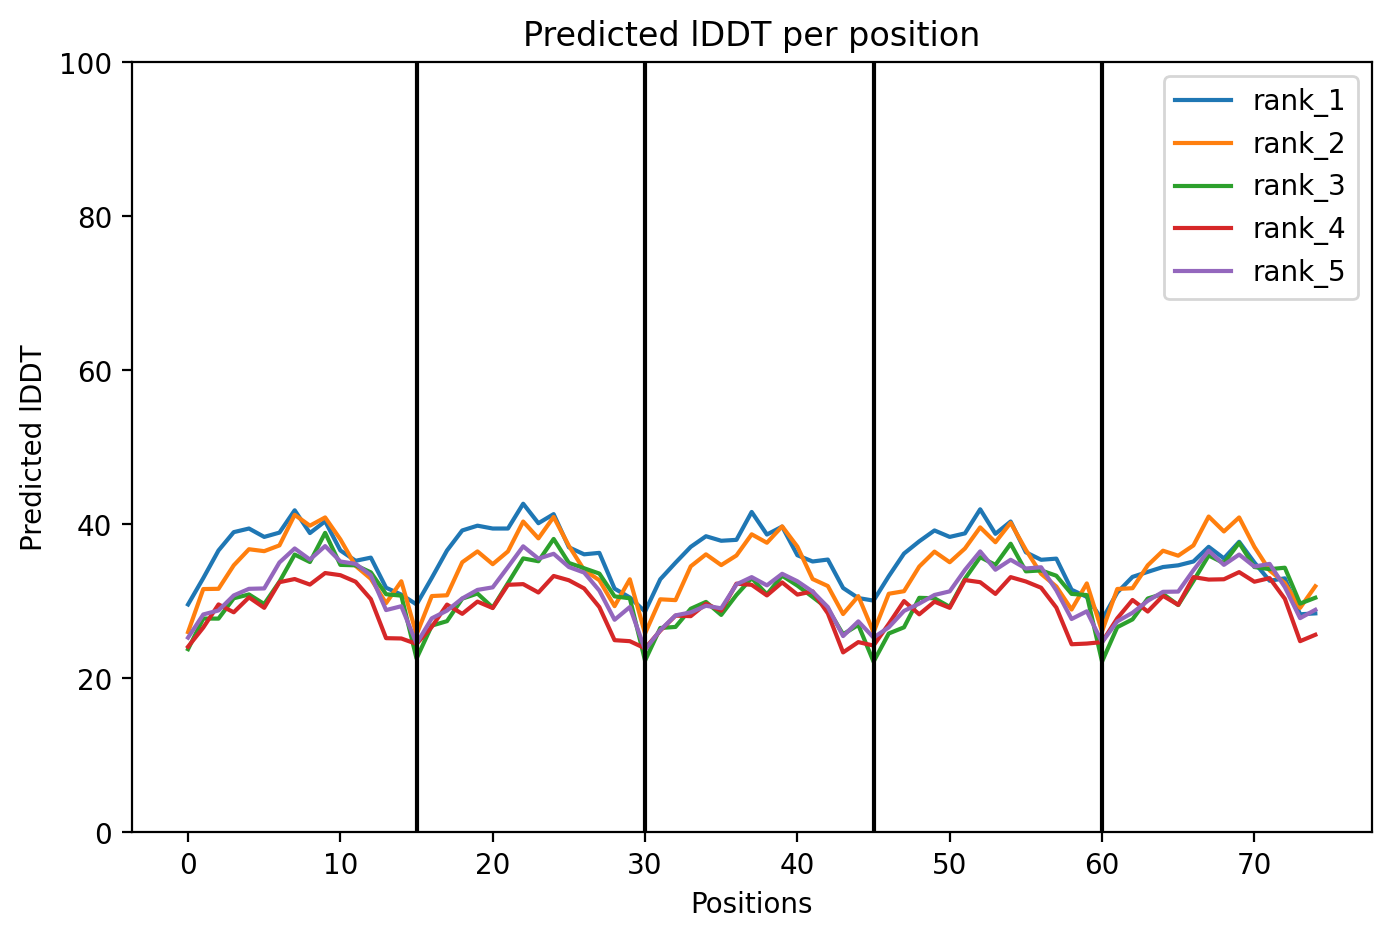 Predicted lDDT per position
Predicted lDDT
100
80
60
40
20
0
rank_1
rank_2
rank_3
rank_4
rank_5
0 10 20 30 40 50 60 70
Positions